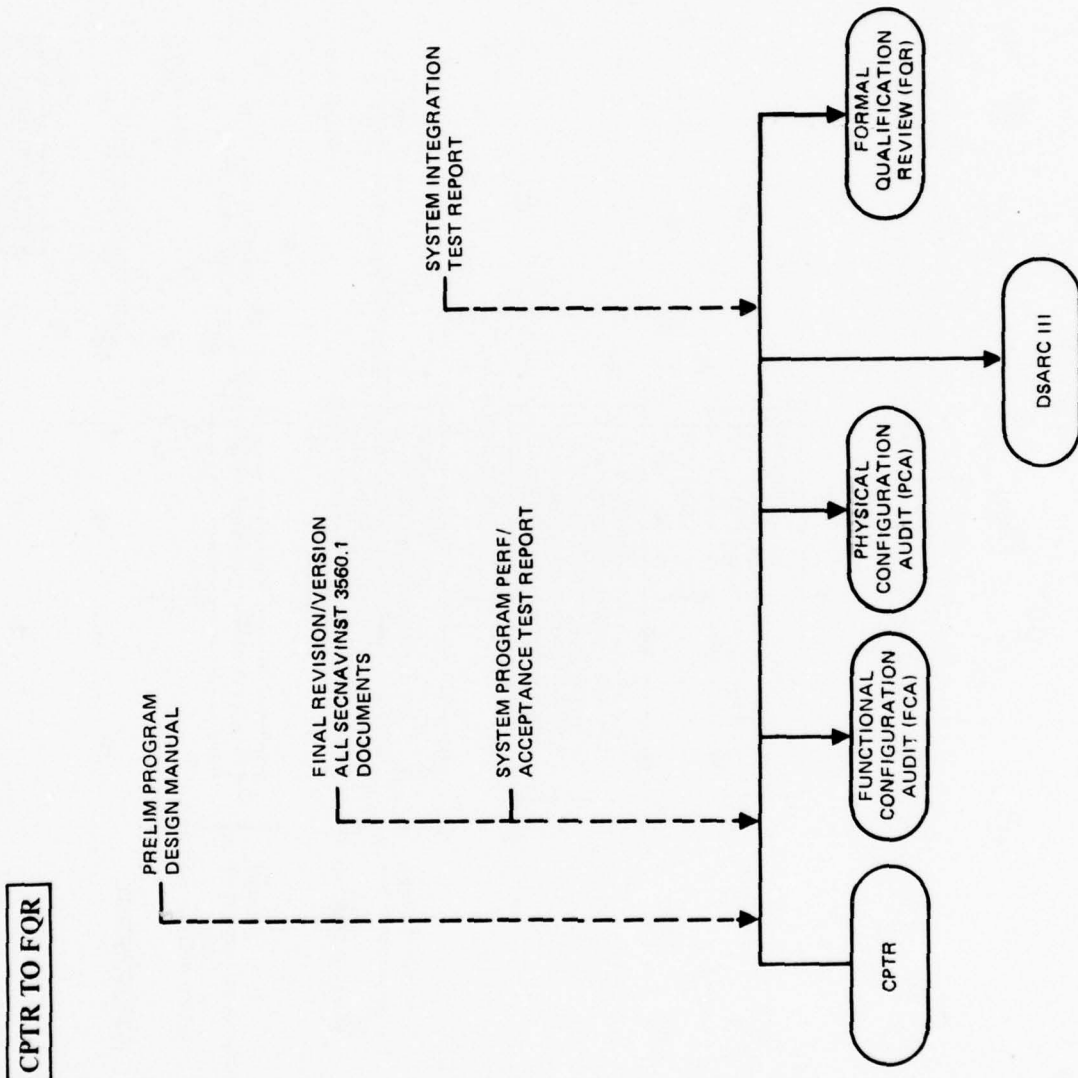 CPTR TO FQR
PRELIM PROGRAM
DESIGN MANUAL
FINAL REVISION/VERSION
ALL SECNAVINST 3560.1
DOCUMENTS
SYSTEM PROGRAM PERF/
ACCEPTANCE TEST REPORT
SYSTEM INTEGRATION
TEST REPORT
CPTR
FUNCTIONAL
CONFIGURATION
AUDIT (FCA)
PHYSICAL
CONFIGURATION
AUDIT (PCA)
DSARC III
FORMAL
QUALIFICATION
REVIEW (FQR)